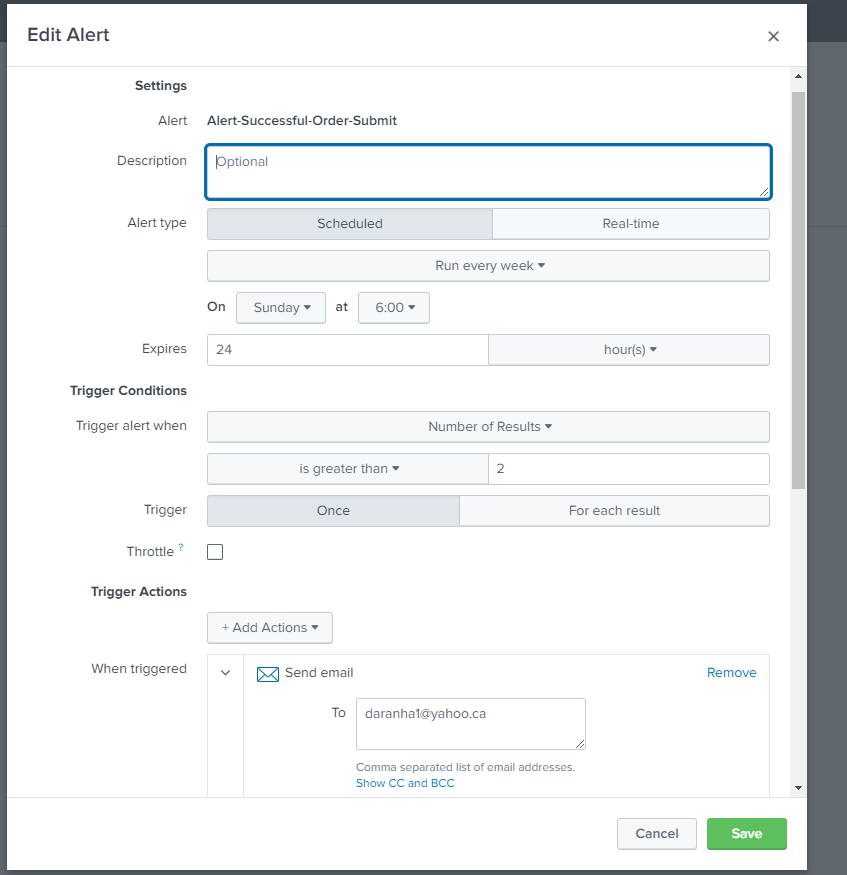 Edit Alert
Settings
Alert Alert-Successful-Order-Submit
Description Optional
Alert type Scheduled Real-time
Run every week
On Sunday at 6:00
Expires 24 hour(s)
Trigger Conditions
Trigger alert when Number of Results
is greater than 2
Trigger Once For each result
Throttle ?
Trigger Actions
+ Add Actions
When triggered Send email Remove
To daranha1@yahoo.ca
Comma separated list of email addresses.
Show CC and BCC
Cancel Save